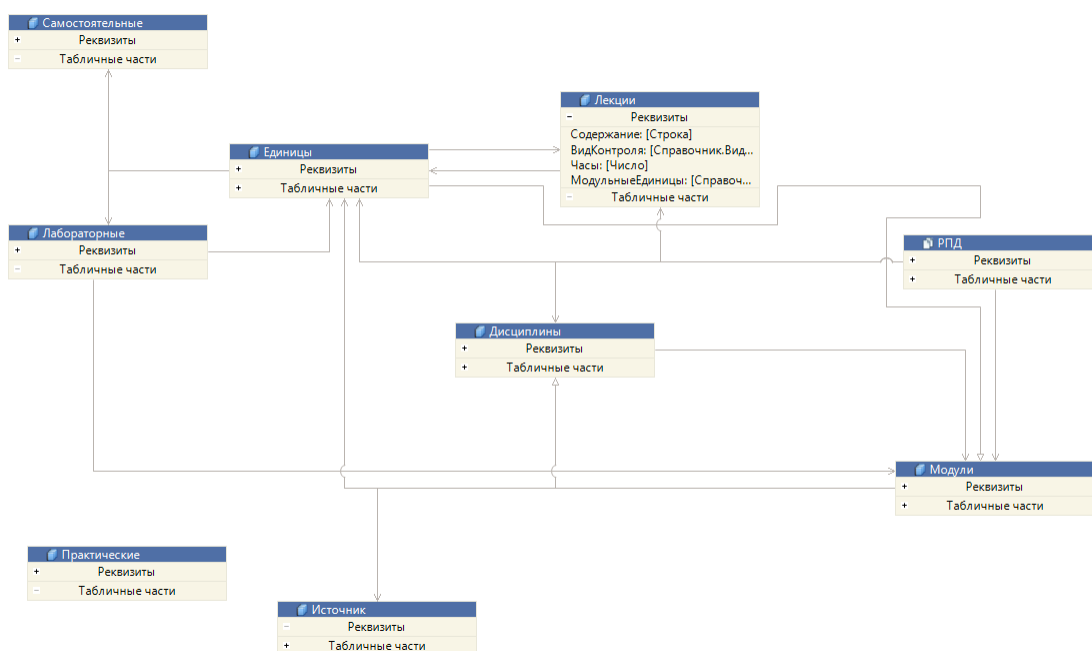 Самостоятельные
+ Реквизиты
− Табличные части
Лекции
− Реквизиты
Содержание: [Строка]
ВидКонтроля: [Справочник.Вид...
Часы: [Число]
МодульныеЕдиницы: [Справоч...
− Табличные части
Единицы
+ Реквизиты
+ Табличные части
Лабораторные
+ Реквизиты
− Табличные части
РПД
+ Реквизиты
+ Табличные части
Дисциплины
+ Реквизиты
+ Табличные части
Модули
+ Реквизиты
+ Табличные части
Практические
+ Реквизиты
− Табличные части
Источник
− Реквизиты
+ Табличные части